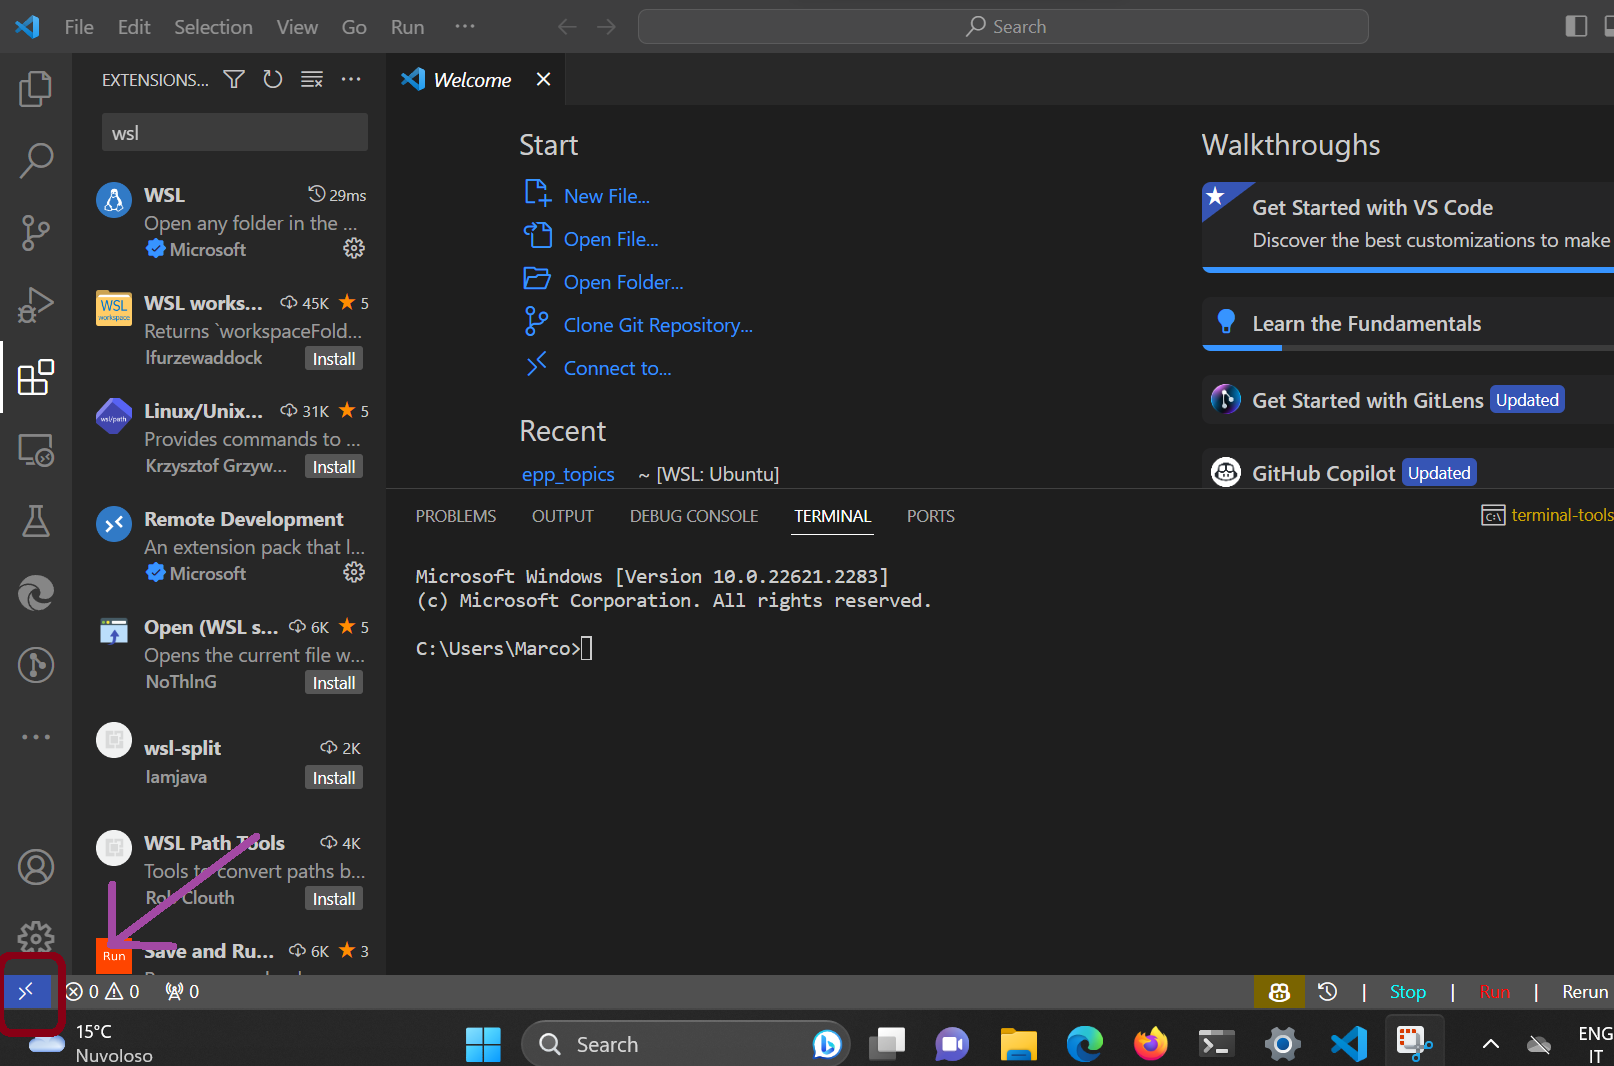 File Edit Selection View Go Run ··· Search
EXTENSIONS...
wsl
WSL 29ms
Open any folder in the ...
Microsoft
WSL works... 45K 5
WSL
workspace
Returns `workspaceFold...
lfurzewaddock Install
Linux/Unix... 31K 5
wsl/path
Provides commands to ...
Krzysztof Grzyw... Install
Remote Development
An extension pack that l...
Microsoft
Open (WSL s... 6K 5
Opens the current file w...
NoThlnG Install
wsl-split 2K
Iamjava Install
WSL Path Tools 4K
Tools to convert paths b...
Rob Clouth Install
Save and Ru... 6K 3
Run
Welcome
Start
New File...
Open File...
Open Folder...
Clone Git Repository...
Connect to...
Recent
epp_topics ~ [WSL: Ubuntu]
Walkthroughs
Get Started with VS Code
Discover the best customizations to make
Learn the Fundamentals
Get Started with GitLens Updated
GitHub Copilot Updated
PROBLEMS OUTPUT DEBUG CONSOLE TERMINAL PORTS
terminal-tools
Microsoft Windows [Version 10.0.22621.2283]
(c) Microsoft Corporation. All rights reserved.
C:\Users\Marco>
0 0 0 | Stop | Run | Rerun
15°C
Nuvoloso
Search
ENG
IT